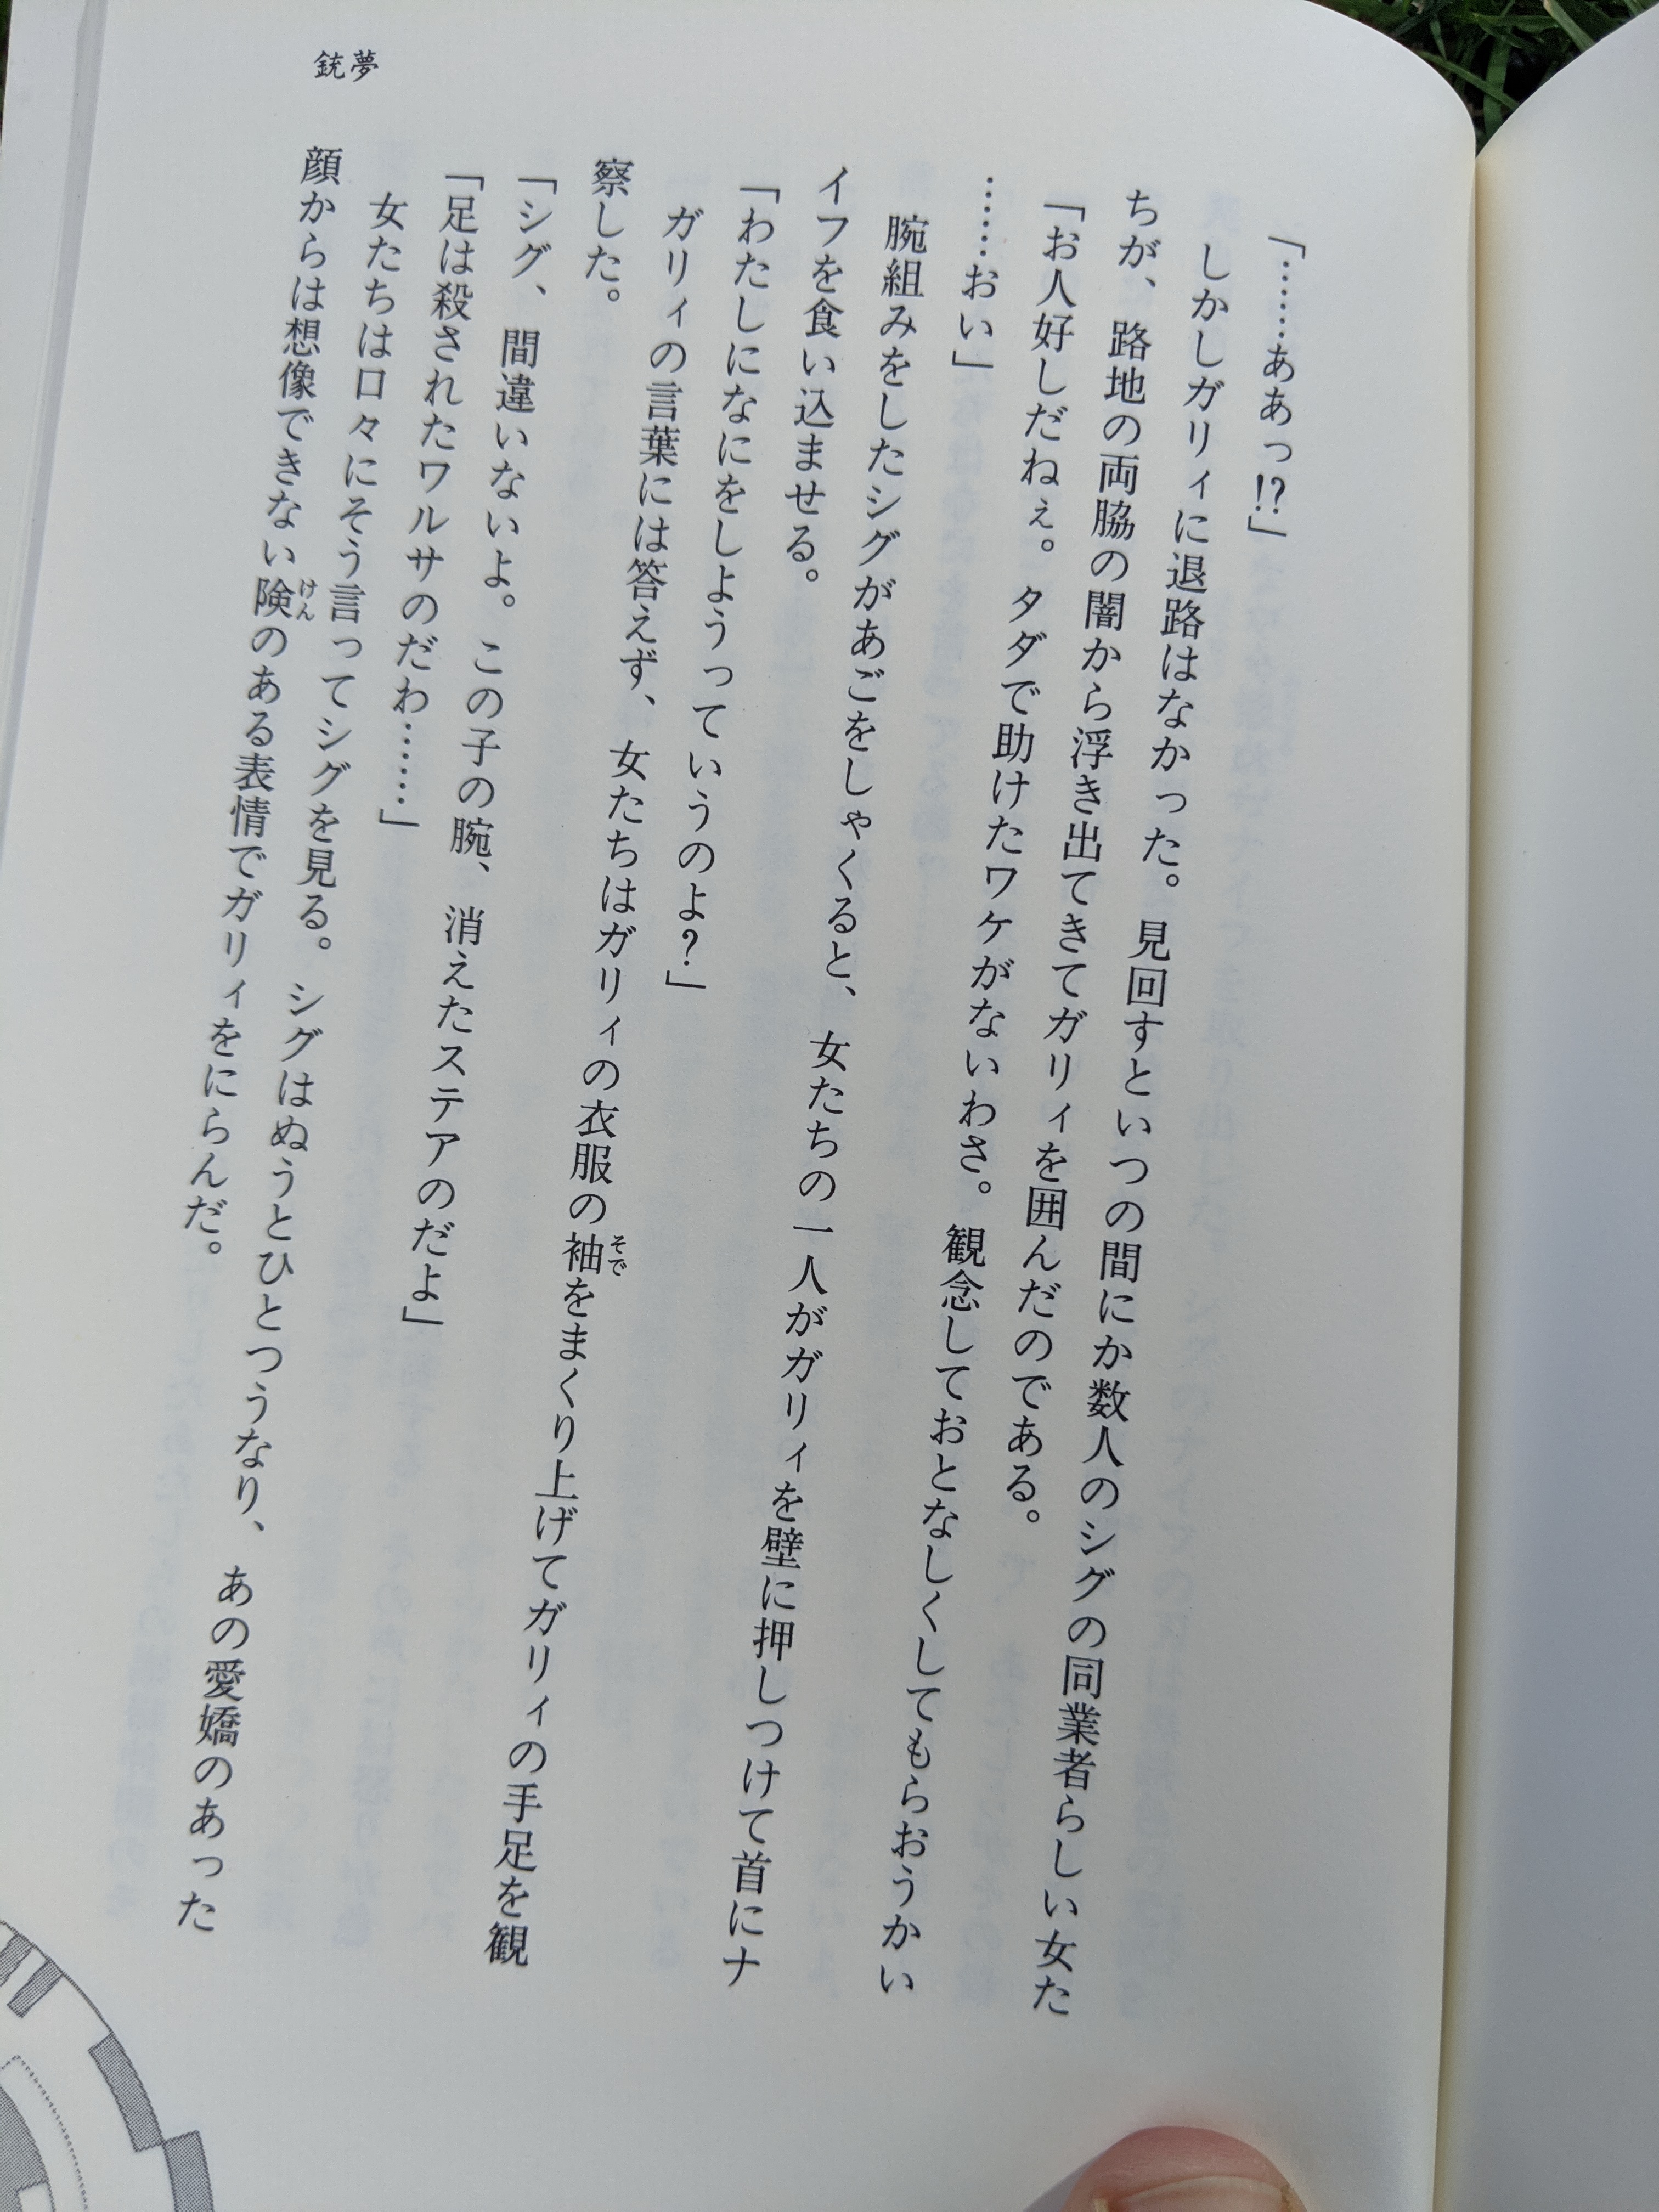 銃夢
「……ああっ!?」
しかしガリィに退路はなかった。見回すといつの間にか数人のシグの同業者らしい女た
ちが、路地の両脇の闇から浮き出てきてガリィを囲んだのである。
「お人好しだねぇ。タダで助けたワケがないわさ。観念しておとなしくしてもらおうかい
……おい」
腕組みをしたシグがあごをしゃくると、女たちの一人がガリィを壁に押しつけて首にナ
イフを食い込ませる。
「わたしになにをしようっていうのよ?」
ガリィの言葉には答えず、女たちはガリィの衣服の袖そでをまくり上げてガリィの手足を観
察した。
「シグ、間違いないよ。この子の腕、消えたステアのだよ」
「足は殺されたワルサのだわ……」
女たちは口々にそう言ってシグを見る。シグはぬうとひとつうなり、あの愛嬌のあった
顔からは想像できない険けんのある表情でガリィをにらんだ。